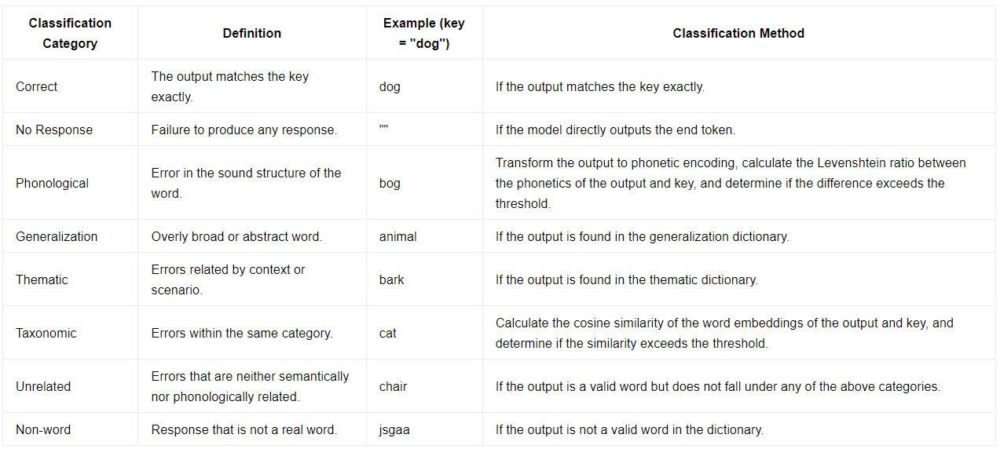 Classification
Category
Definition
Example (key
= "dog")
Classification Method
Correct
The output matches the key
exactly.
dog
If the output matches the key exactly.
No Response
Failure to produce any response.
""
If the model directly outputs the end token.
Phonological
Error in the sound structure of the
word.
bog
Transform the output to phonetic encoding, calculate the Levenshtein ratio between
the phonetics of the output and key, and determine if the difference exceeds the
threshold.
Generalization
Overly broad or abstract word.
animal
If the output is found in the generalization dictionary.
Thematic
Errors related by context or
scenario.
bark
If the output is found in the thematic dictionary.
Taxonomic
Errors within the same category.
cat
Calculate the cosine similarity of the word embeddings of the output and key, and
determine if the similarity exceeds the threshold.
Unrelated
Errors that are neither semantically
nor phonologically related.
chair
If the output is a valid word but does not fall under any of the above categories.
Non-word
Response that is not a real word.
jsgaa
If the output is not a valid word in the dictionary.